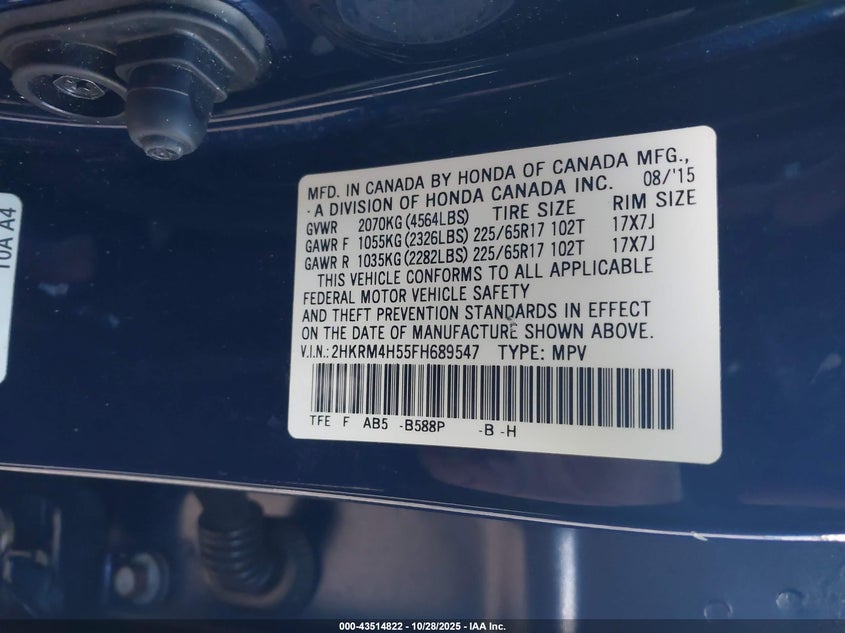 10A A4
MFD. IN CANADA BY HONDA OF CANADA MFG.,
- A DIVISION OF HONDA CANADA INC. 08/'15
GVWR 2070KG (4564LBS) TIRE SIZE RIM SIZE
GAWR F 1055KG (2326LBS) 225/65R17 102T 17X7J
GAWR R 1035KG (2282LBS) 225/65R17 102T 17X7J
THIS VEHICLE CONFORMS TO ALL APPLICABLE
FEDERAL MOTOR VEHICLE SAFETY
AND THEFT PREVENTION STANDARDS IN EFFECT
ON THE DATE OF MANUFACTURE SHOWN ABOVE.
V.I.N.: 2HKRM4H55FH689547 TYPE: MPV
TFE F AB5 -B588P -B -H
000-43514822 - 10/28/2025 - IAA Inc.